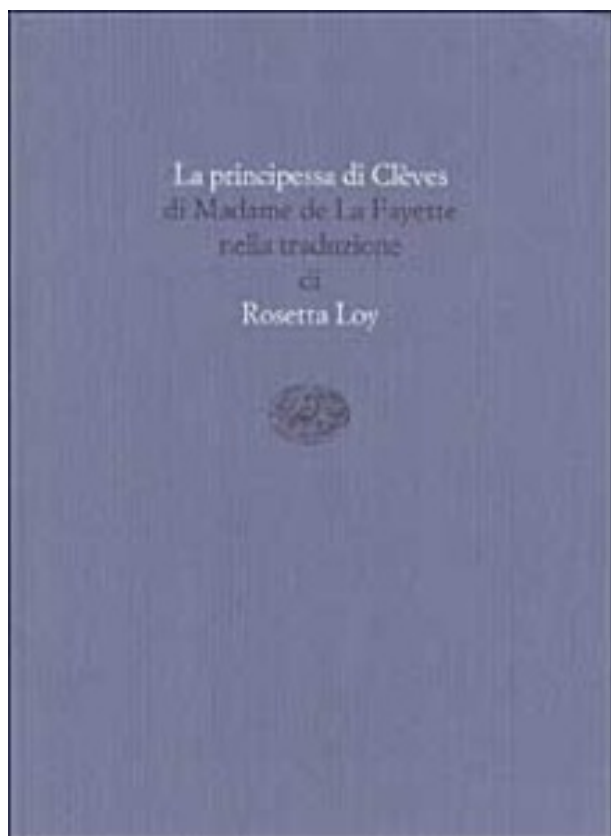 La principessa di Clèves
di Madame de La Fayette
nella traduzione
di
Rosetta Loy